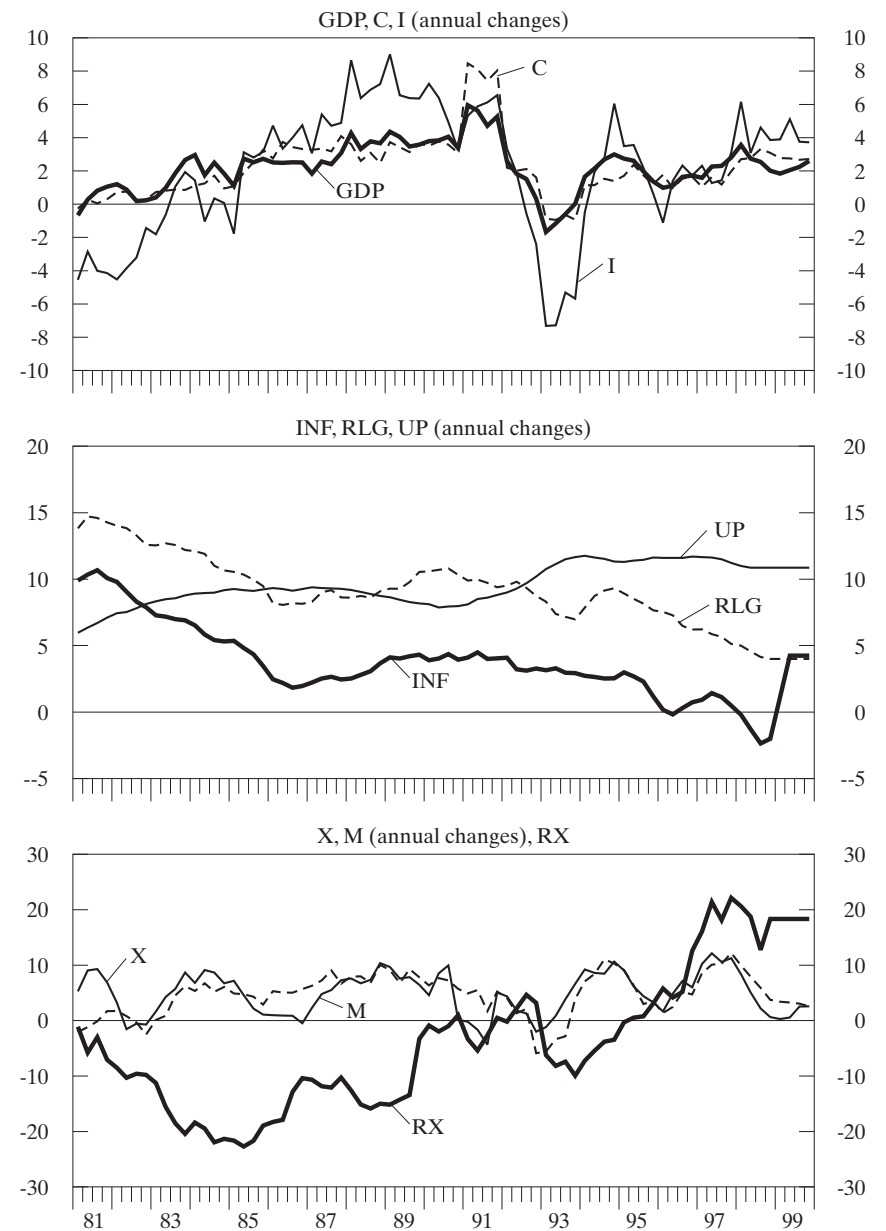 GDP, C, I (annual changes)
10 10
8 8
6 6
4 4
2 2
0 0
-2 -2
-4 -4
-6 -6
-8 -8
-10 -10
C
GDP
I
INF, RLG, UP (annual changes)
20 20
15 15
10 10
5 5
0 0
--5 --5
UP
RLG
INF
X, M (annual changes), RX
30 30
20 20
10 10
0 0
-10 -10
-20 -20
-30 -30
X
M
RX
81 83 85 87 89 91 93 95 97 99